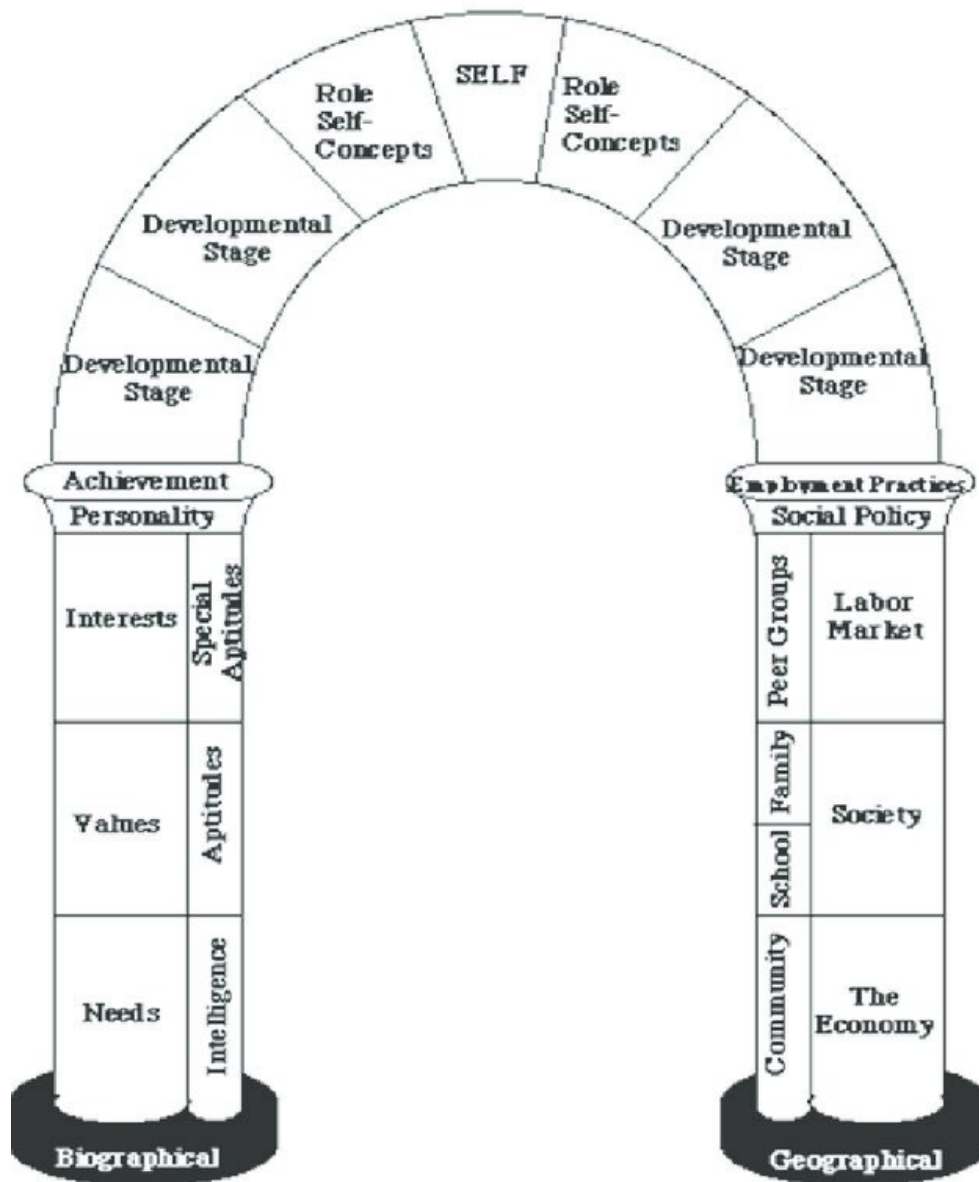 SELF
Role
Self-
Concepts
Role
Self-
Concepts
Developmental
Stage
Developmental
Stage
Developmental
Stage
Developmental
Stage
Achievement
Personality
Interests
Special
Aptitudes
Values
Aptitudes
Needs
Intelligence
Biographical
Employment Practices
Social Policy
Peer Groups
Labor
Market
Family
School
Society
Community
The
Economy
Geographical